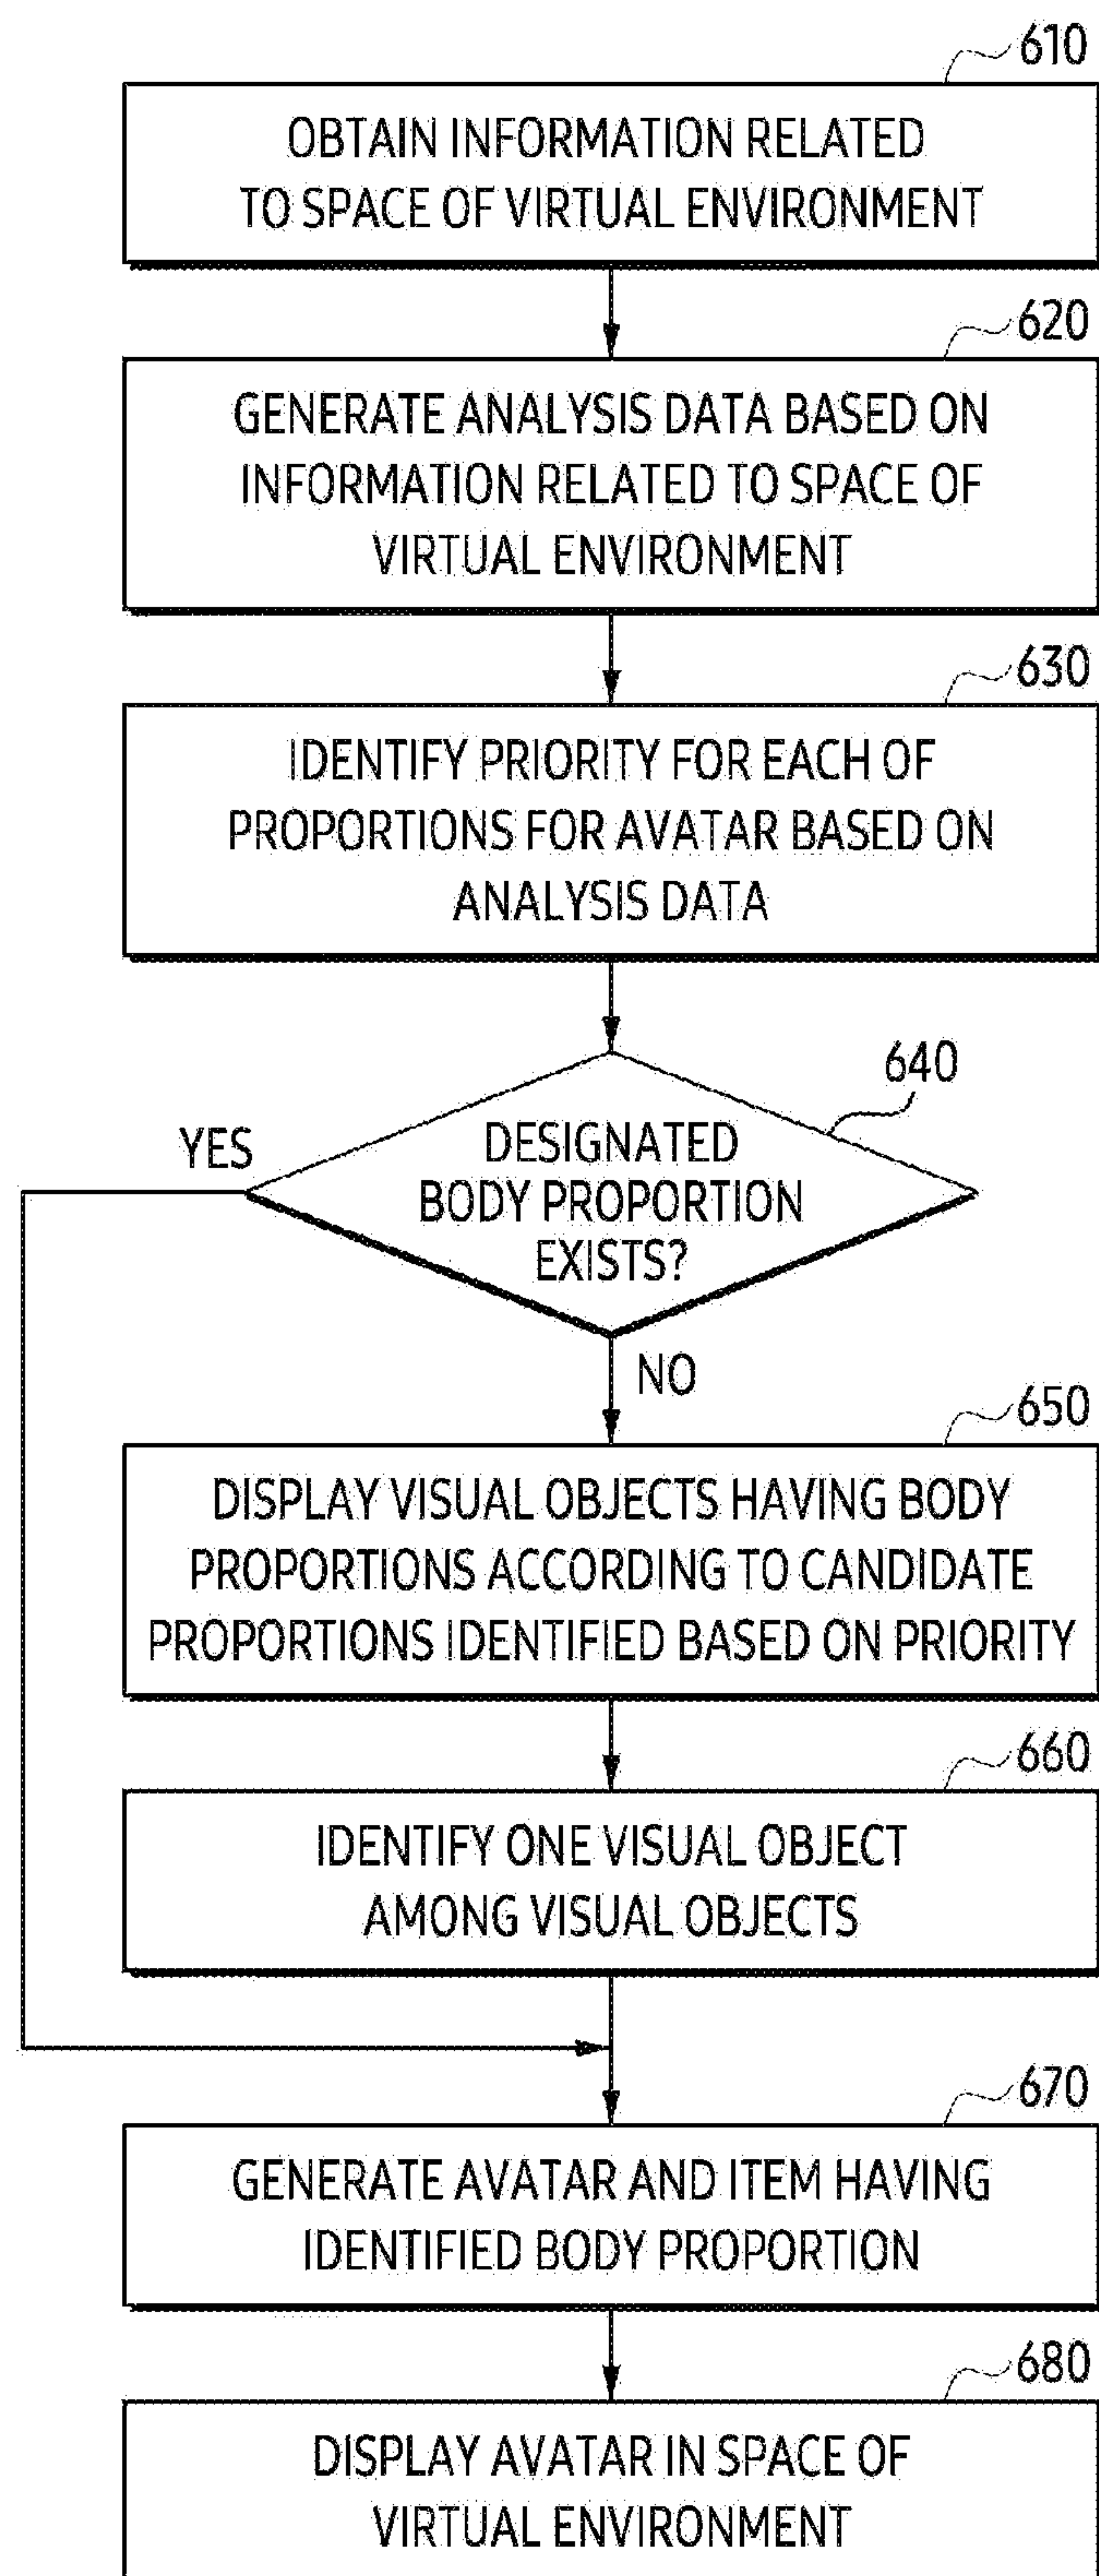 610
OBTAIN INFORMATION RELATED
TO SPACE OF VIRTUAL ENVIRONMENT
620
GENERATE ANALYSIS DATA BASED ON
INFORMATION RELATED TO SPACE OF
VIRTUAL ENVIRONMENT
630
IDENTIFY PRIORITY FOR EACH OF
PROPORTIONS FOR AVATAR BASED ON
ANALYSIS DATA
640
YES
DESIGNATED
BODY PROPORTION
EXISTS?
NO
650
DISPLAY VISUAL OBJECTS HAVING BODY
PROPORTIONS ACCORDING TO CANDIDATE
PROPORTIONS IDENTIFIED BASED ON PRIORITY
660
IDENTIFY ONE VISUAL OBJECT
AMONG VISUAL OBJECTS
670
GENERATE AVATAR AND ITEM HAVING
IDENTIFIED BODY PROPORTION
680
DISPLAY AVATAR IN SPACE OF
VIRTUAL ENVIRONMENT